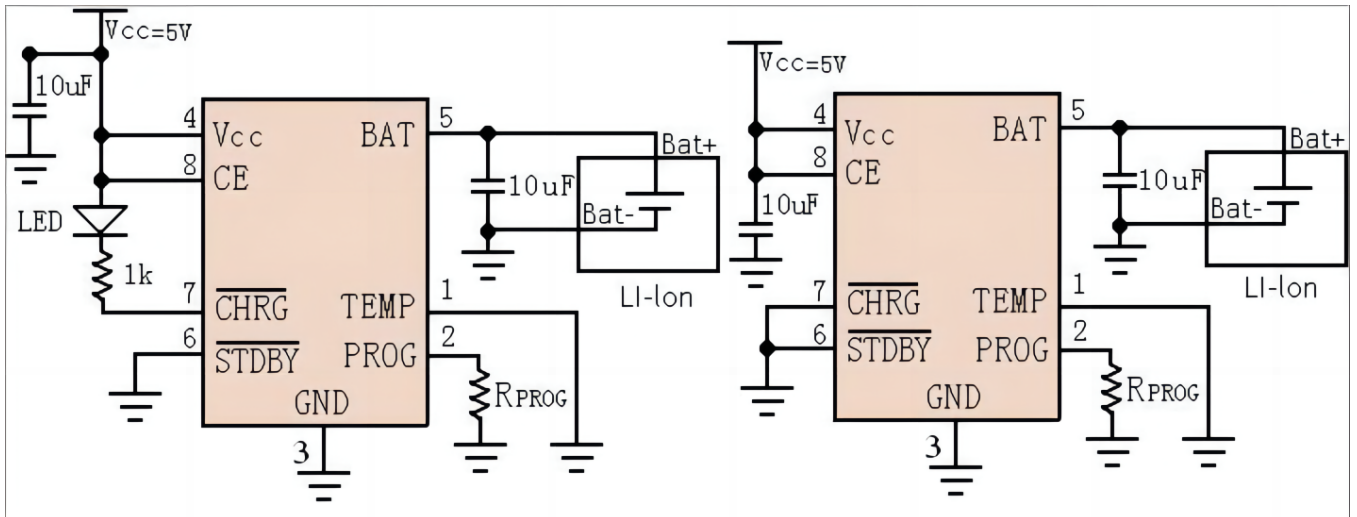 Vcc=5V
10uF
4
Vcc
BAT
5
8
CE
Bat+
10uF
Bat-
LED
1k
7
CHRG
TEMP
1
LI-lon
6
STDBY
PROG
2
RPROG
GND
3
Vcc=5V
4
Vcc
BAT
5
8
CE
Bat+
10uF
10uF
Bat-
7
CHRG
TEMP
1
LI-lon
6
STDBY
PROG
2
RPROG
GND
3